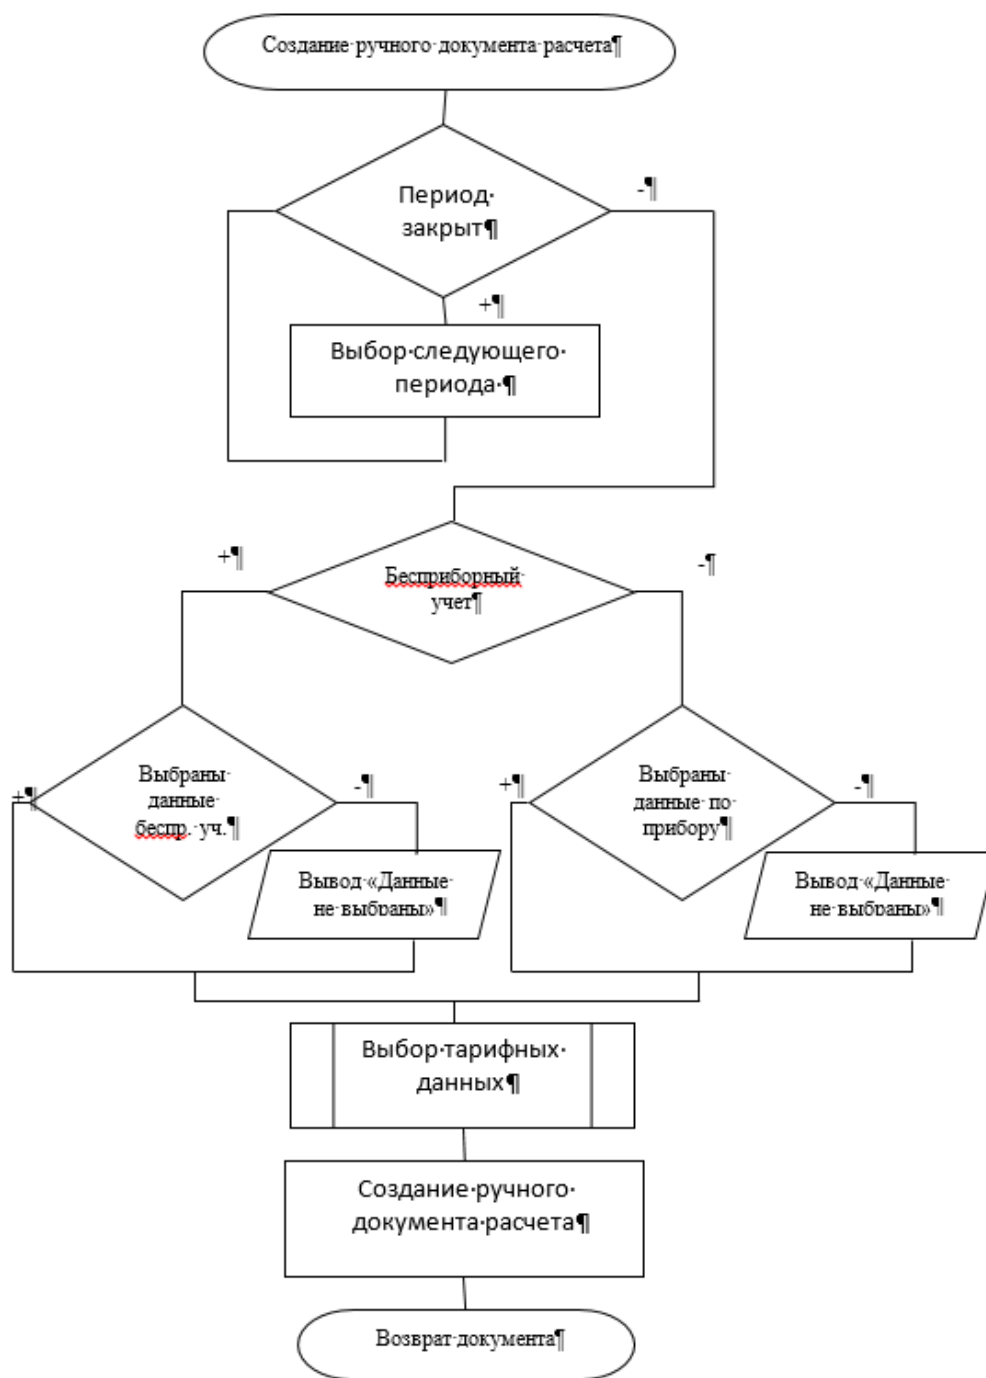 Создание·ручного·документа·расчета¶
Период·
закрыт¶
-¶
+¶
Выбор·следующего·
периода·¶
+¶
Бесприборный·
учет¶
-¶
+¶
Выбраны·
данные·
беспр.·уч.¶
-¶
+¶
Выбраны·
данные·по·
прибору¶
-¶
Вывод·«Данные·
не·выбраны»¶
Вывод·«Данные·
не·выбраны»¶
Выбор·тарифных·
данных¶
Создание·ручного·
документа·расчета¶
Возврат·документа¶